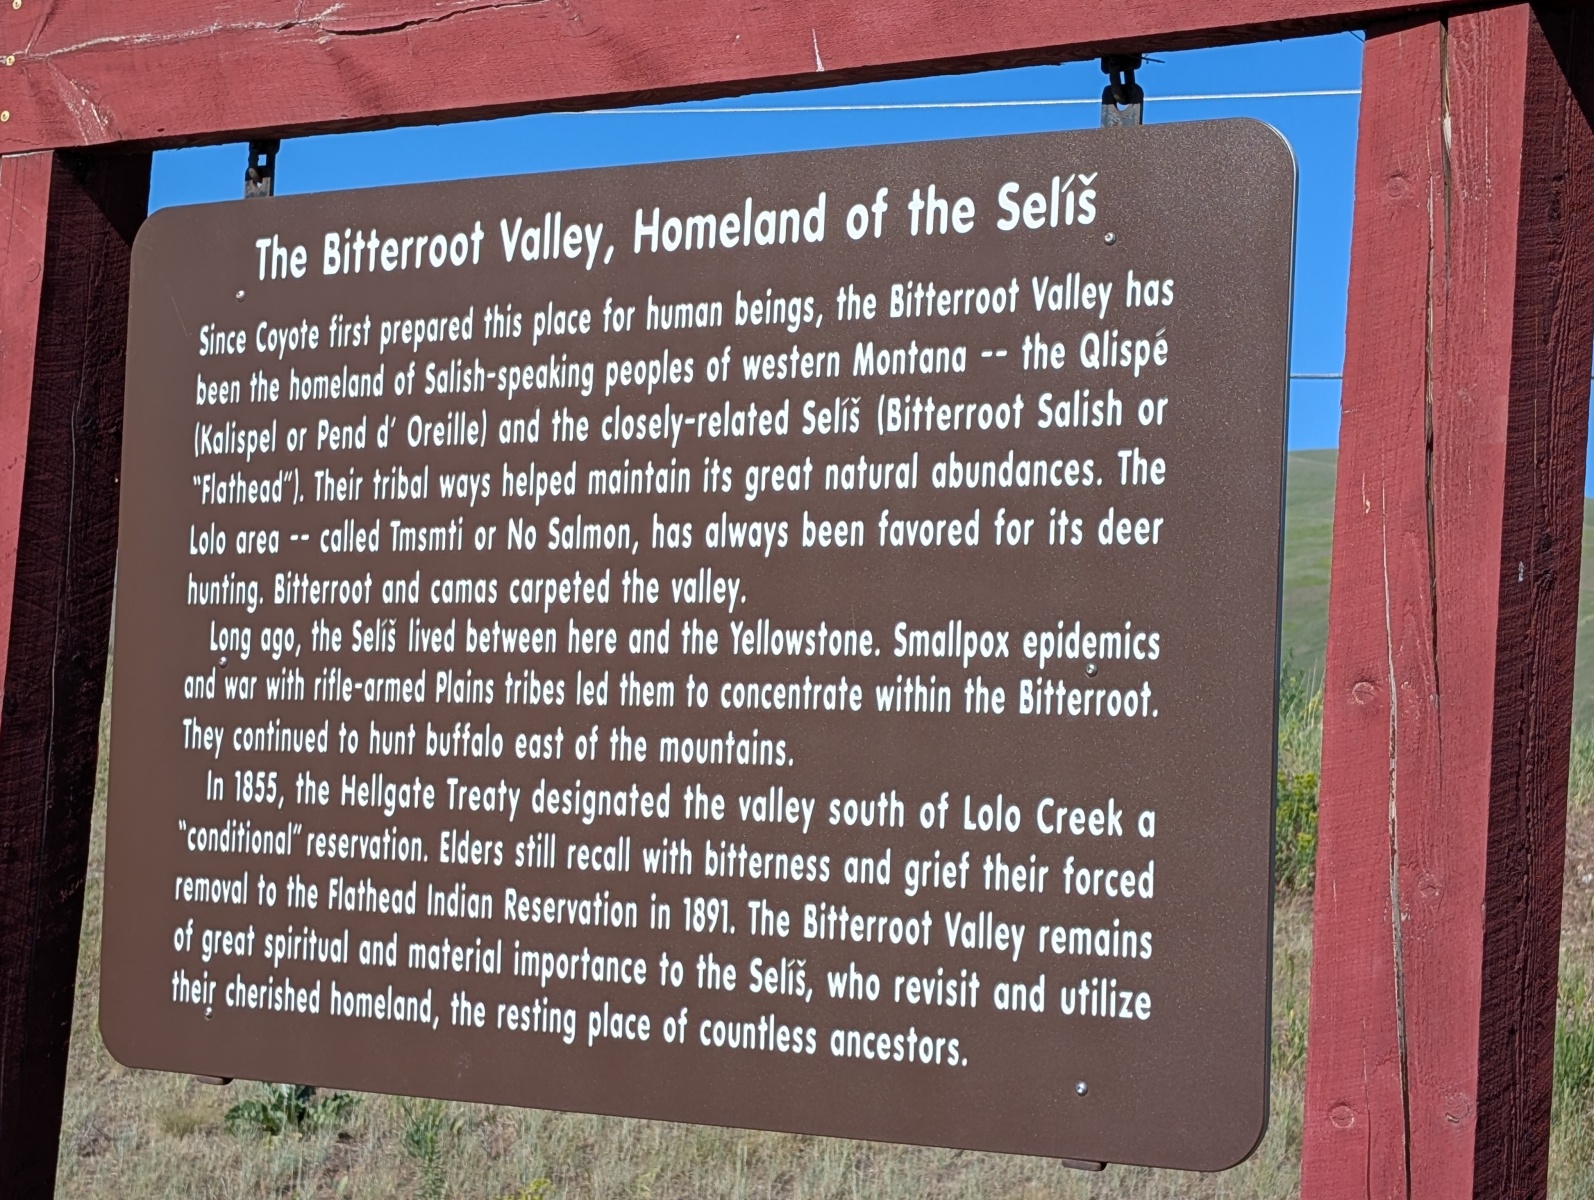 The Bitterroot Valley, Homeland of the Selíš
Since Coyote first prepared this place for human beings, the Bitterroot Valley has
been the homeland of Salish-speaking peoples of western Montana -- the Qlispé
(Kalispel or Pend d' Oreille) and the closely-related Selíš (Bitterroot Salish or
"Flathead"). Their tribal ways helped maintain its great natural abundances. The
Lolo area -- called Tmsmti or No Salmon, has always been favored for its deer
hunting. Bitterroot and camas carpeted the valley.
Long ago, the Selíš lived between here and the Yellowstone. Smallpox epidemics
and war with rifle-armed Plains tribes led them to concentrate within the Bitterroot.
They continued to hunt buffalo east of the mountains.
In 1855, the Hellgate Treaty designated the valley south of Lolo Creek a
"conditional" reservation. Elders still recall with bitterness and grief their forced
removal to the Flathead Indian Reservation in 1891. The Bitterroot Valley remains
of great spiritual and material importance to the Selíš, who revisit and utilize
their cherished homeland, the resting place of countless ancestors.